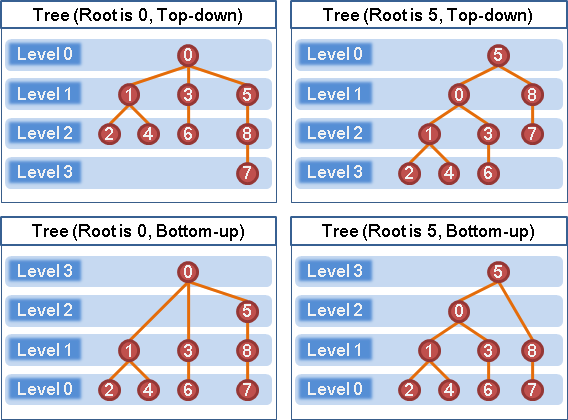 Tree (Root is 0, Top-down)
Level 0
0
Level 1
1 3 5
Level 2
2 4 6 8
Level 3
7
Tree (Root is 5, Top-down)
Level 0
5
Level 1
0 8
Level 2
1 3 7
Level 3
2 4 6
Tree (Root is 0, Bottom-up)
Level 3
0
Level 2
5
Level 1
1 3 8
Level 0
2 4 6 7
Tree (Root is 5, Bottom-up)
Level 3
5
Level 2
0
Level 1
1 3 8
Level 0
2 4 6 7